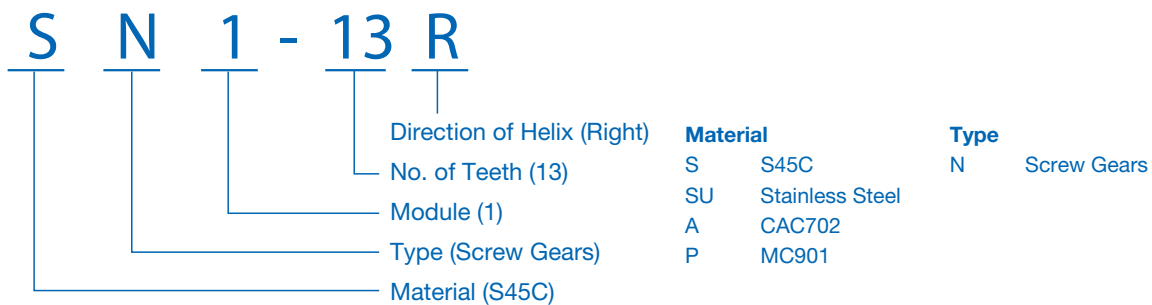 S N 1 - 13 R
Direction of Helix (Right)
No. of Teeth (13)
Module (1)
Type (Screw Gears)
Material (S45C)
Material Type
S S45C N Screw Gears
SU Stainless Steel
A CAC702
P MC901